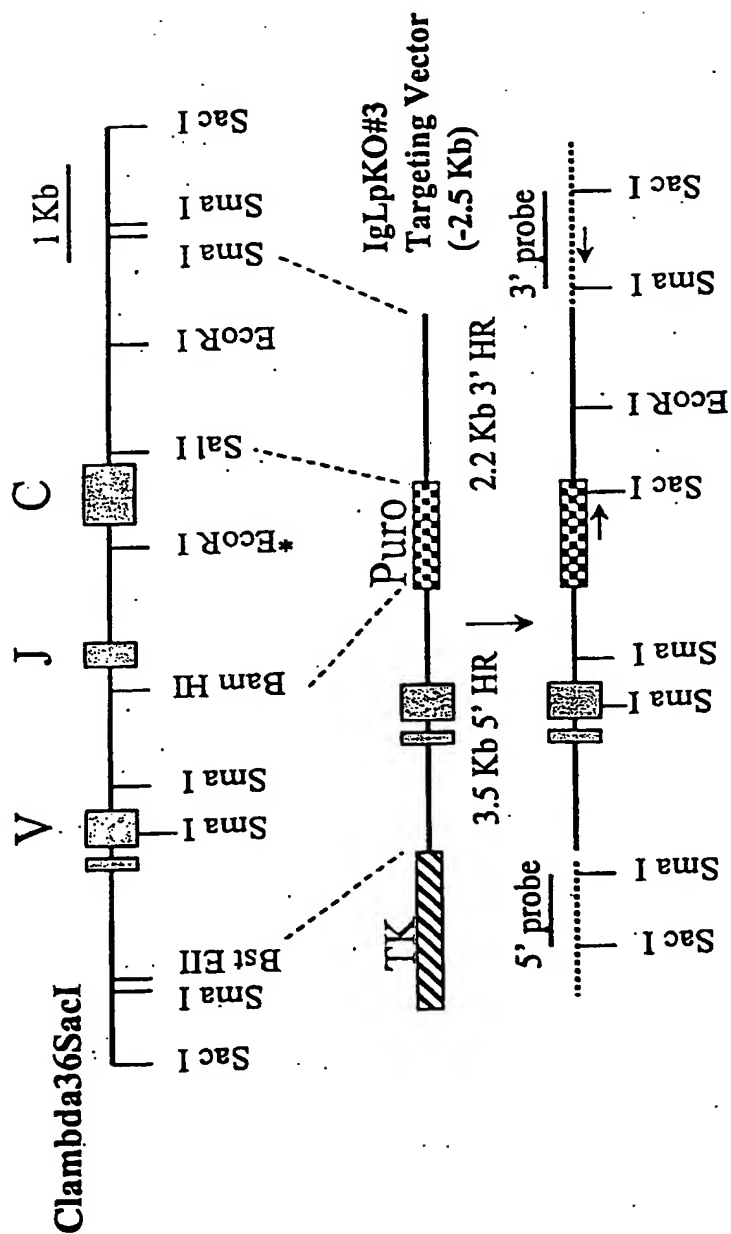 Clambda36SacI
V
J
C
1 Kb
Sac I
Sma I
Bst EII
Sma I
Sma I
Bam HI
*EcoR I
Sal I
EcoR I
Sma I
Sma I
Sac I
TK
Puro
IgLpKO#3
Targeting Vector
(-2.5 Kb)
3.5 Kb 5' HR
2.2 Kb 3' HR
5' probe
3' probe
Sac I
Sma I
Sma I
Sma I
Sac I
EcoR I
Sma I
Sac I